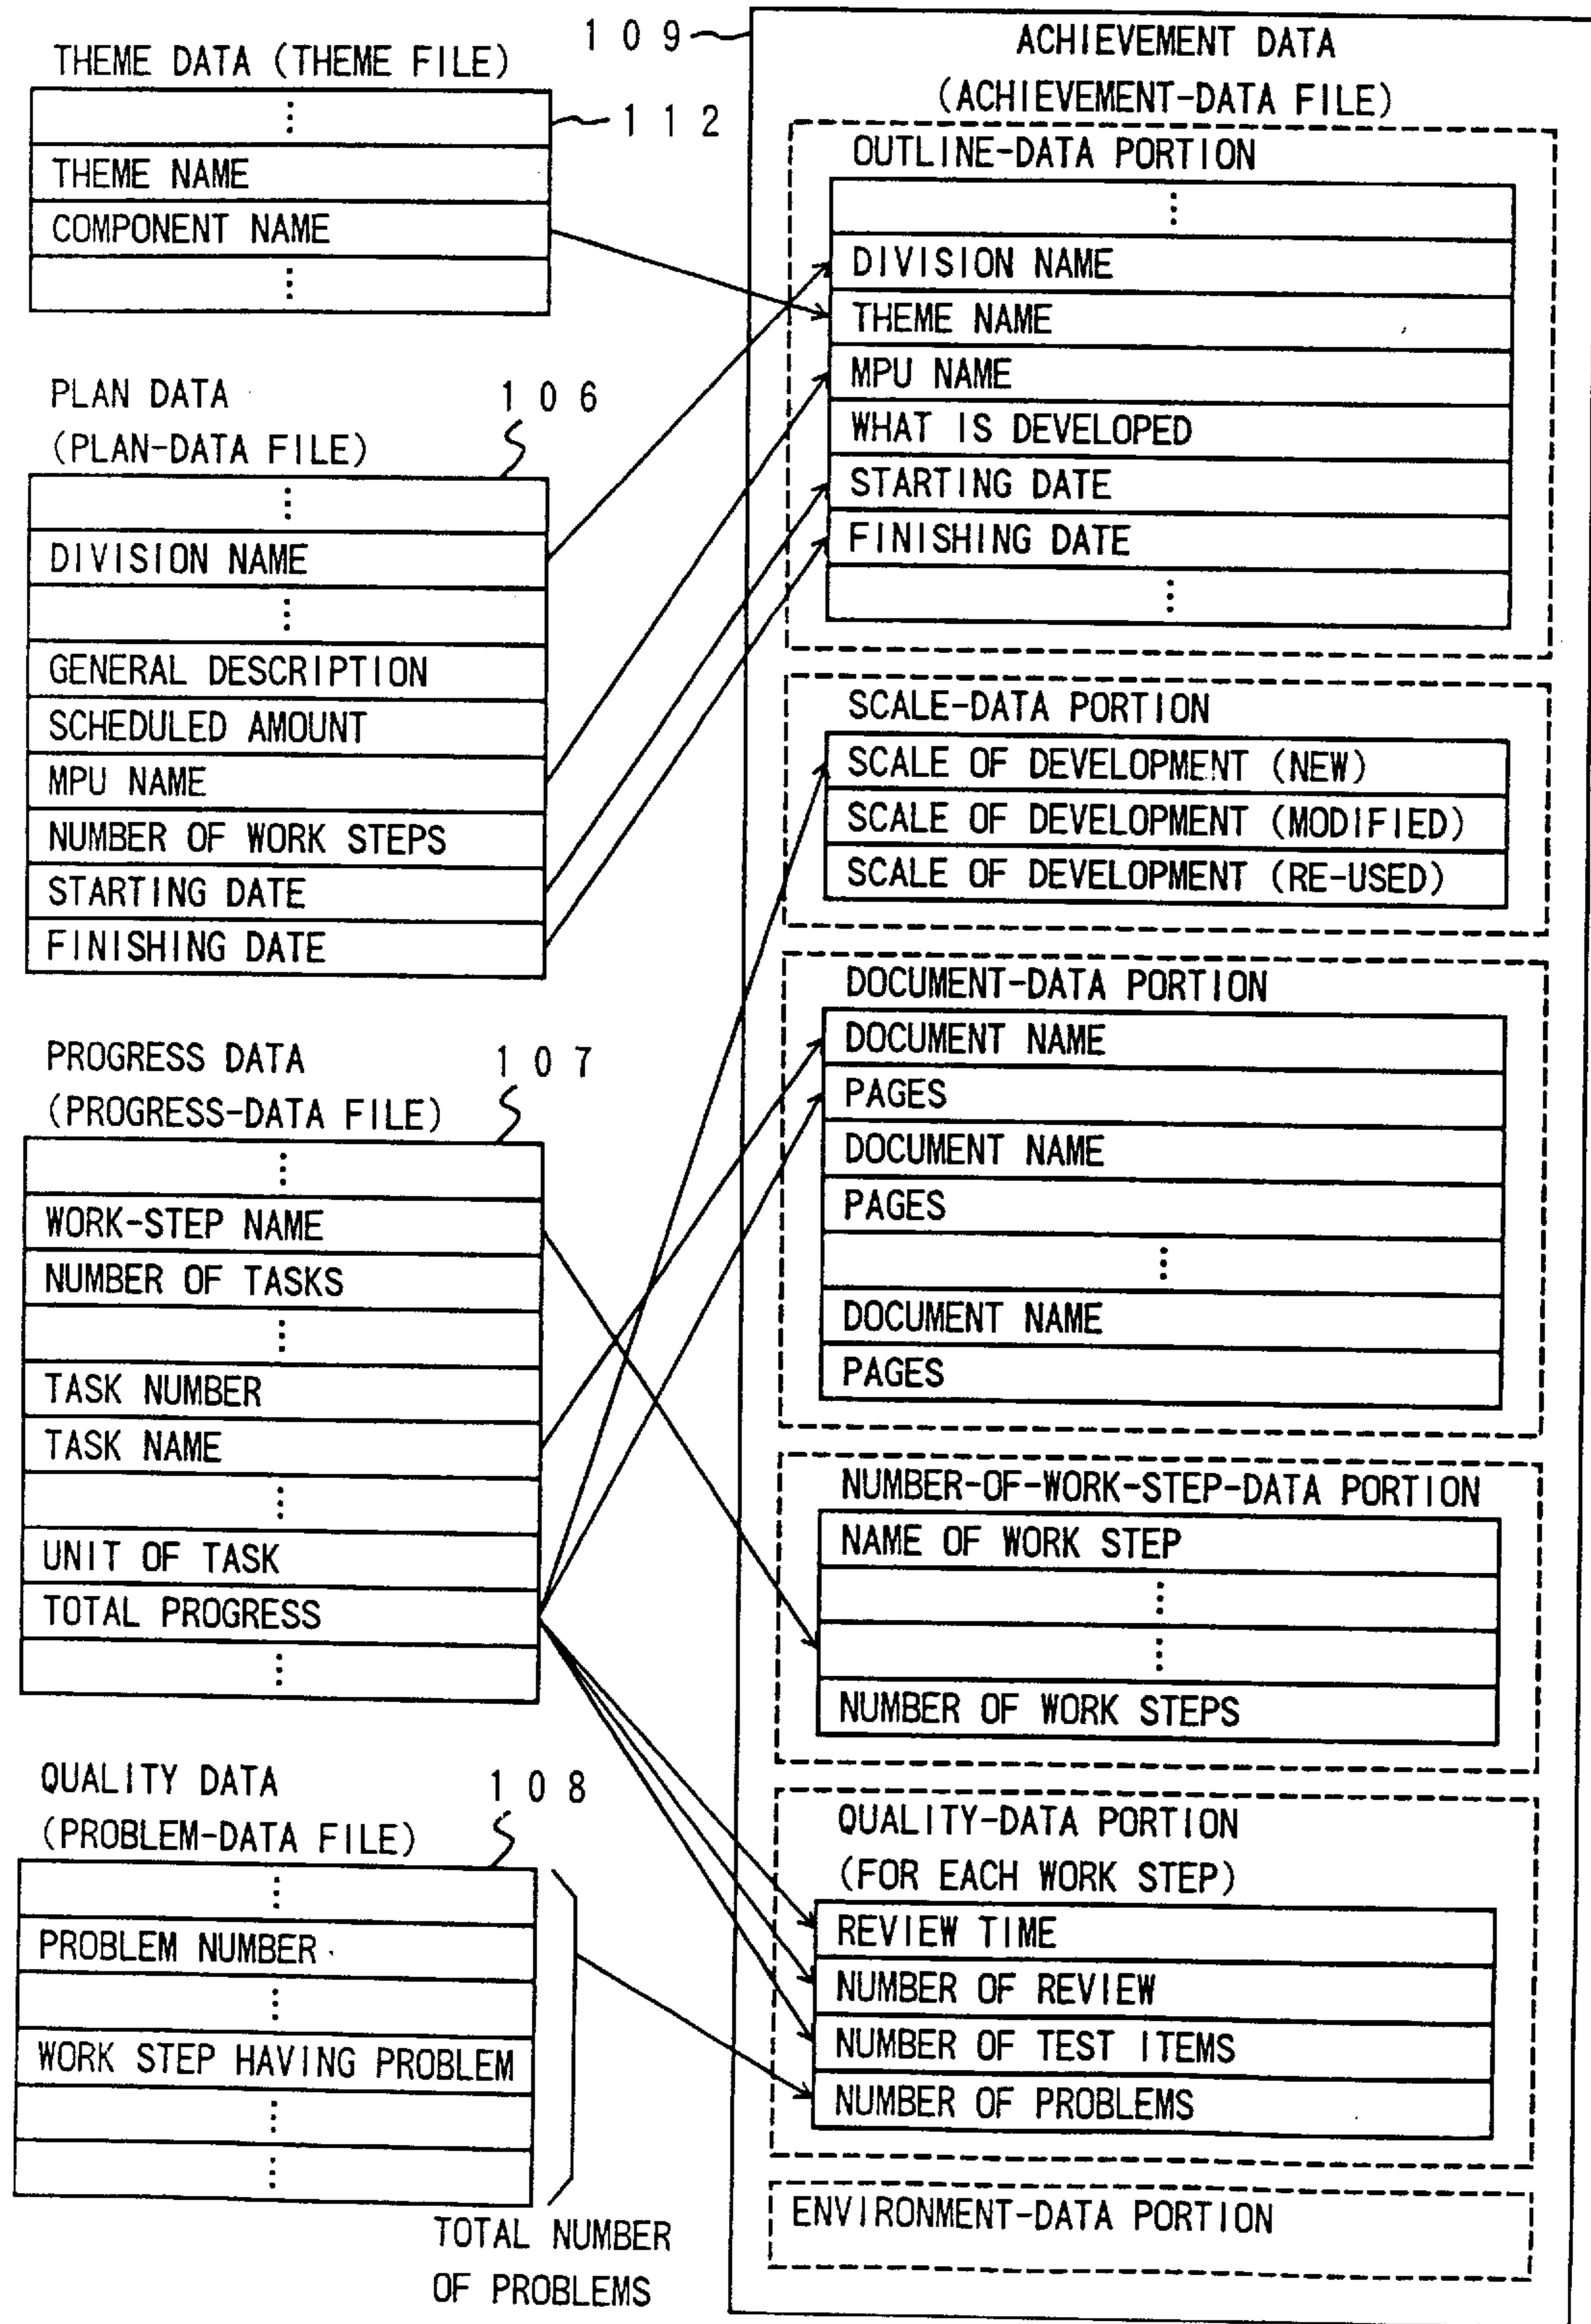 THEME DATA (THEME FILE)
112
⋮
THEME NAME
COMPONENT NAME
⋮
PLAN DATA
(PLAN-DATA FILE)
106
⋮
DIVISION NAME
⋮
GENERAL DESCRIPTION
SCHEDULED AMOUNT
MPU NAME
NUMBER OF WORK STEPS
STARTING DATE
FINISHING DATE
PROGRESS DATA
(PROGRESS-DATA FILE)
107
⋮
WORK-STEP NAME
NUMBER OF TASKS
⋮
TASK NUMBER
TASK NAME
⋮
UNIT OF TASK
TOTAL PROGRESS
⋮
QUALITY DATA
(PROBLEM-DATA FILE)
108
⋮
PROBLEM NUMBER
⋮
WORK STEP HAVING PROBLEM
⋮
⋮
TOTAL NUMBER
OF PROBLEMS
109
ACHIEVEMENT DATA
(ACHIEVEMENT-DATA FILE)
OUTLINE-DATA PORTION
⋮
DIVISION NAME
THEME NAME
MPU NAME
WHAT IS DEVELOPED
STARTING DATE
FINISHING DATE
⋮
SCALE-DATA PORTION
SCALE OF DEVELOPMENT (NEW)
SCALE OF DEVELOPMENT (MODIFIED)
SCALE OF DEVELOPMENT (RE-USED)
DOCUMENT-DATA PORTION
DOCUMENT NAME
PAGES
DOCUMENT NAME
PAGES
⋮
DOCUMENT NAME
PAGES
NUMBER-OF-WORK-STEP-DATA PORTION
NAME OF WORK STEP
⋮
⋮
NUMBER OF WORK STEPS
QUALITY-DATA PORTION
(FOR EACH WORK STEP)
REVIEW TIME
NUMBER OF REVIEW
NUMBER OF TEST ITEMS
NUMBER OF PROBLEMS
ENVIRONMENT-DATA PORTION